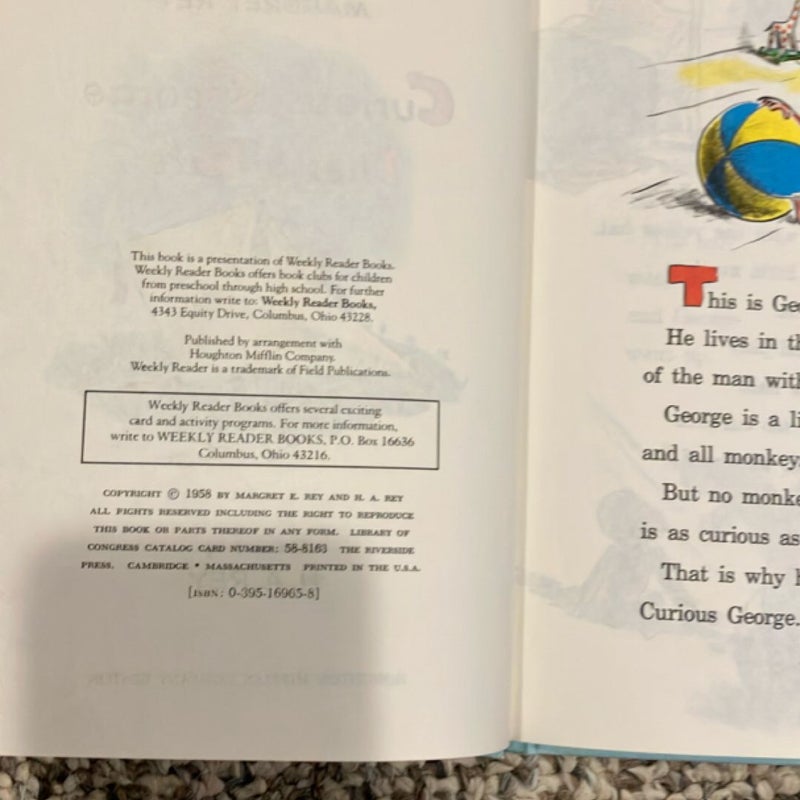 This book is a presentation of Weekly Reader Books.
Weekly Reader Books offers book clubs for children
from preschool through high school. For further
information write to: Weekly Reader Books,
4343 Equity Drive, Columbus, Ohio 43228.
Published by arrangement with
Houghton Mifflin Company.
Weekly Reader is a trademark of Field Publications.
Weekly Reader Books offers several exciting
card and activity programs. For more information,
write to WEEKLY READER BOOKS, P.O. Box 16636
Columbus, Ohio 43216.
COPYRIGHT © 1958 BY MARGRET E. REY AND H. A. REY
ALL RIGHTS RESERVED INCLUDING THE RIGHT TO REPRODUCE
THIS BOOK OR PARTS THEREOF IN ANY FORM. LIBRARY OF
CONGRESS CATALOG CARD NUMBER: 58-8163 THE RIVERSIDE
PRESS, CAMBRIDGE • MASSACHUSETTS PRINTED IN THE U.S.A.
[ISBN: 0-395-16965-8]
This is Geo
He lives in th
of the man with
George is a li
and all monkeys
But no monke
is as curious as
That is why h
Curious George.